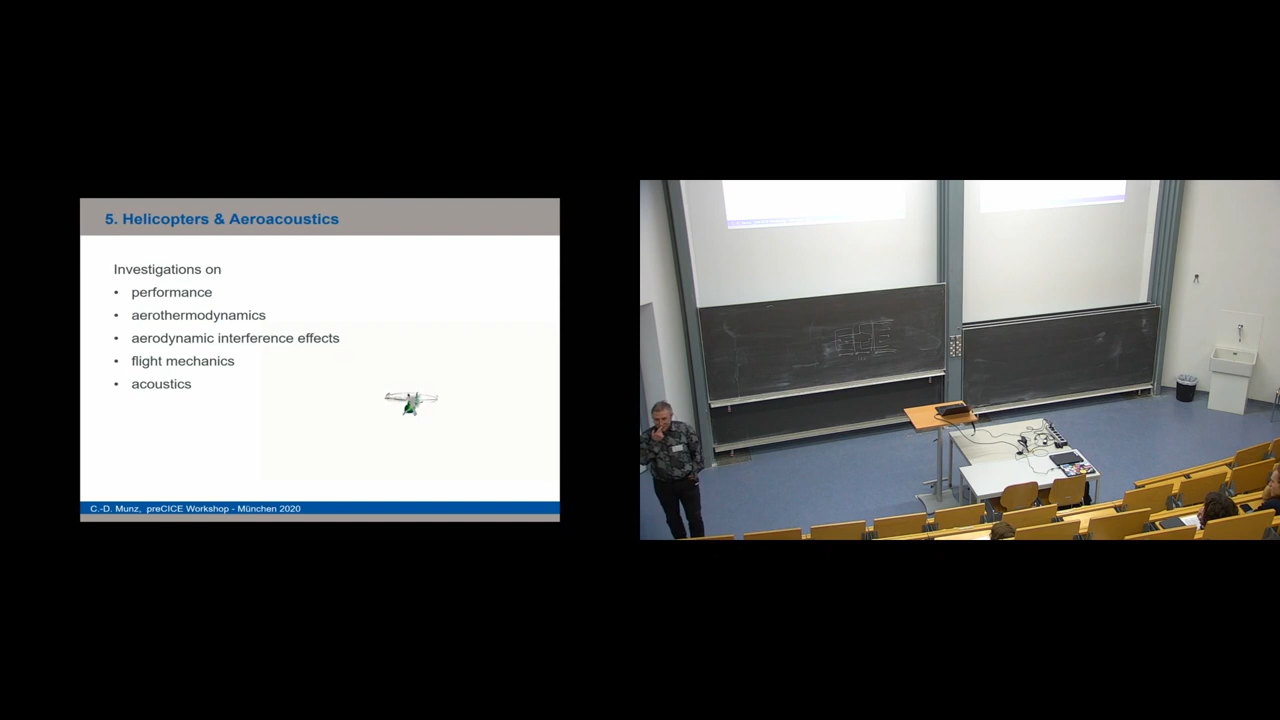 5. Helicopters & Aeroacoustics
Investigations on
• performance
• aerothermodynamics
• aerodynamic interference effects
• flight mechanics
• acoustics
C.-D. Munz, preCICE Workshop - München 2020